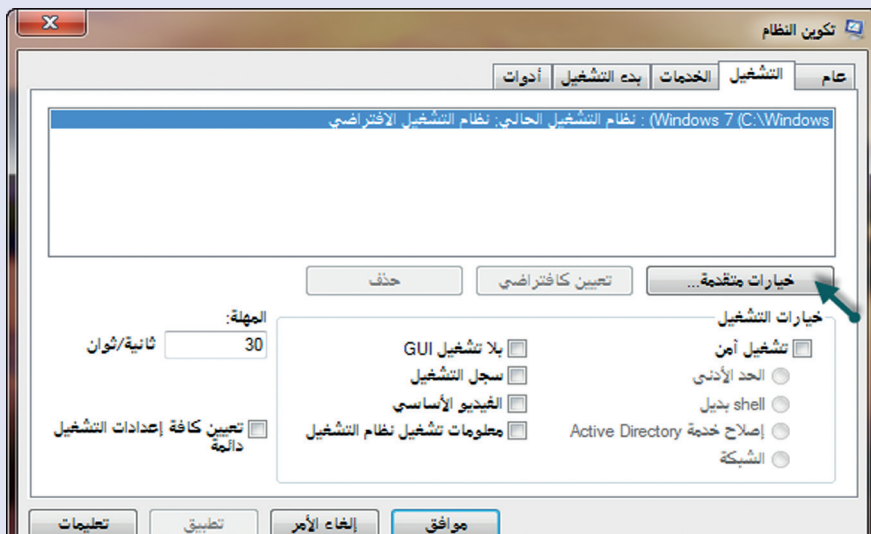 تكوين النظام
عام التشغيل الخدمات بدء التشغيل أدوات
Windows 7 (C:\Windows) : نظام التشغيل الحالي; نظام التشغيل الافتراضي
خيارات متقدمة... تعيين كافتراضي حذف
خيارات التشغيل
تشغيل آمن
الحد الأدنى
shell بديل
إصلاح خدمة Active Directory
الشبكة
بلا تشغيل GUI
سجل التشغيل
الفيديو الأساسي
معلومات تشغيل نظام التشغيل
المهلة:
30 ثانية/ثوان
تعيين كافة إعدادات التشغيل
دائمة
موافق إلغاء الأمر تطبيق تعليمات